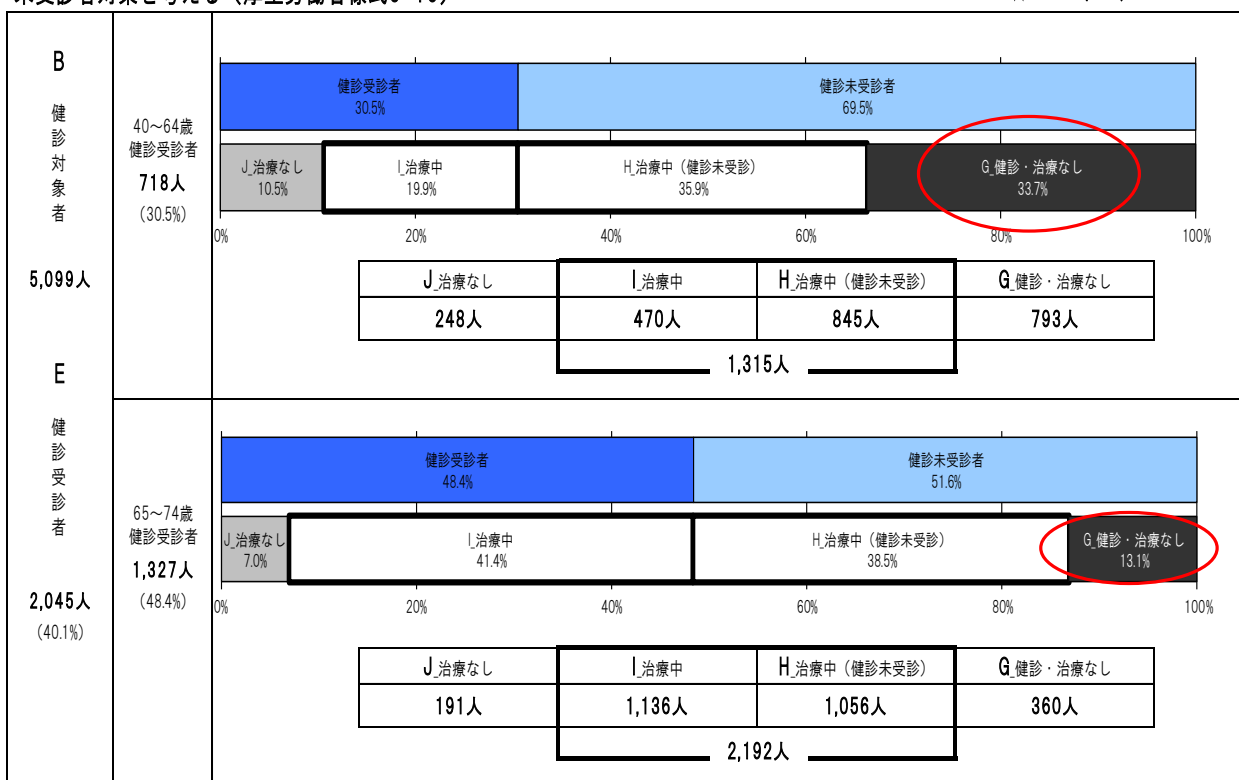 B
健
診
対
象
者
5,099人
E
健
診
受
診
者
2,045人
(40.1%)
40～64歳
健診受診者
718人
(30.5%)
健診受診者
30.5%
健診未受診者
69.5%
J_治療なし
10.5%
I_治療中
19.9%
H_治療中（健診未受診）
35.9%
G_健診・治療なし
33.7%
0% 20% 40% 60% 80% 100%
J_治療なし I_治療中 H_治療中（健診未受診） G_健診・治療なし
248人 470人 845人 793人
1,315人
65～74歳
健診受診者
1,327人
(48.4%)
健診受診者
48.4%
健診未受診者
51.6%
J_治療なし
7.0%
I_治療中
41.4%
H_治療中（健診未受診）
38.5%
G_健診・治療なし
13.1%
0% 20% 40% 60% 80% 100%
J_治療なし I_治療中 H_治療中（健診未受診） G_健診・治療なし
191人 1,136人 1,056人 360人
2,192人